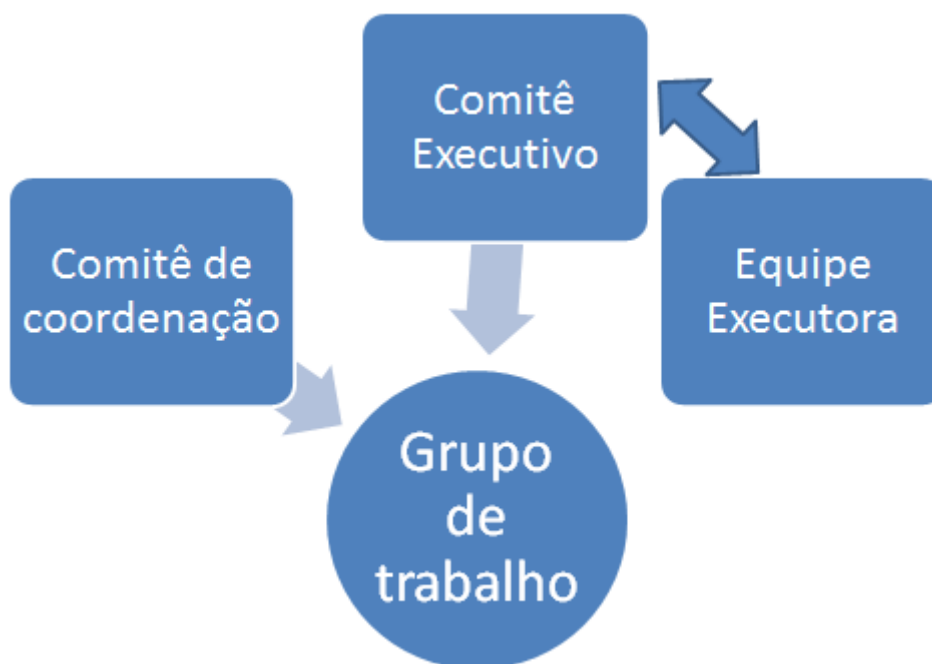 Comitê
Executivo
Comitê de
coordenação
Equipe
Executora
Grupo
de
trabalho